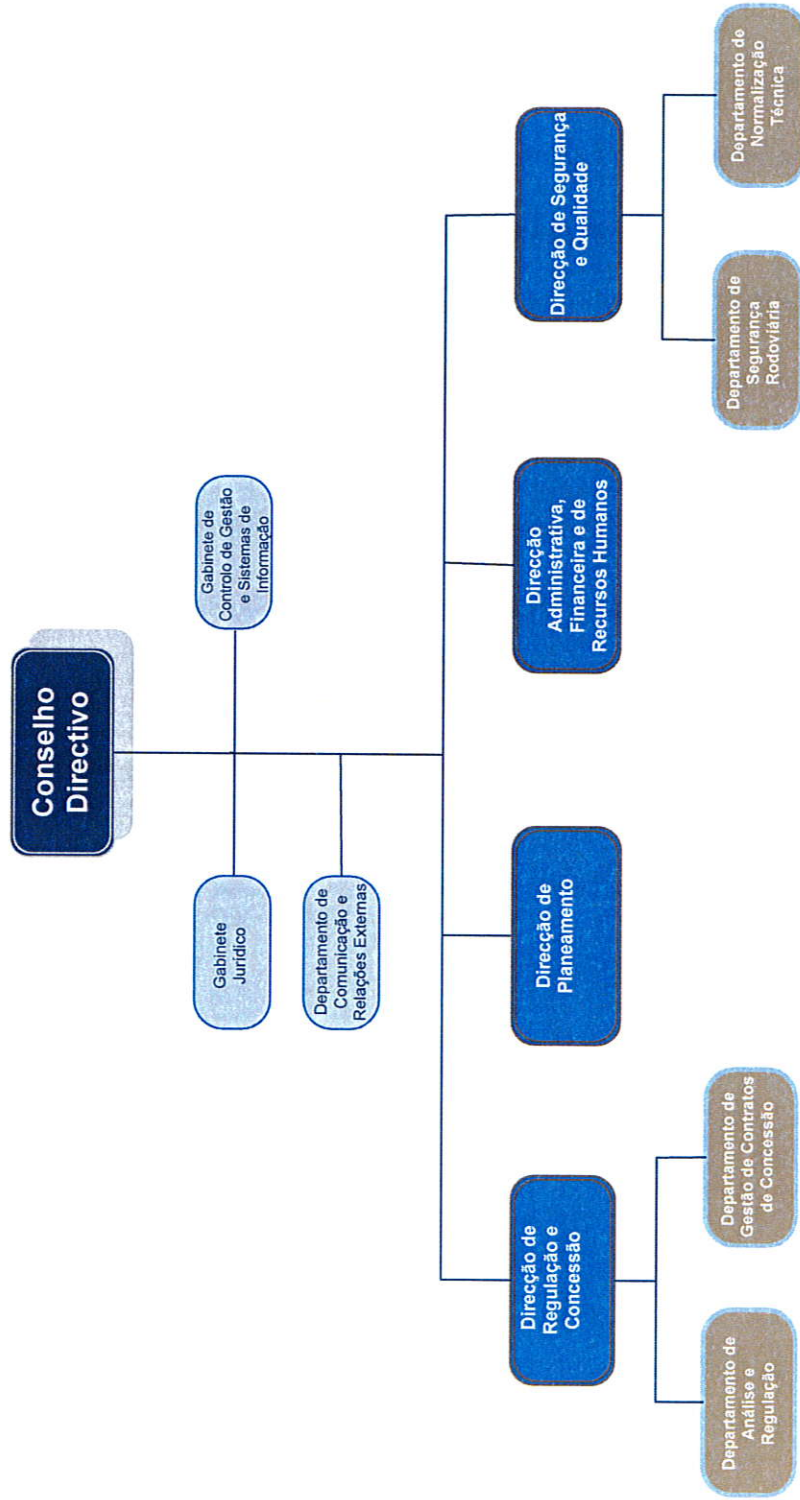 Conselho
Directivo
Gabinete
Jurídico
Gabinete de
Controlo de Gestão
e Sistemas de
Informação
Departamento de
Comunicação e
Relações Externas
Direcção de
Regulação e
Concessão
Direcção de
Planeamento
Direcção
Administrativa,
Financeira e de
Recursos Humanos
Direcção de Segurança
e Qualidade
Departamento de
Análise e
Regulação
Departamento de
Gestão de Contratos
de Concessão
Departamento de
Segurança
Rodoviária
Departamento de
Normalização
Técnica